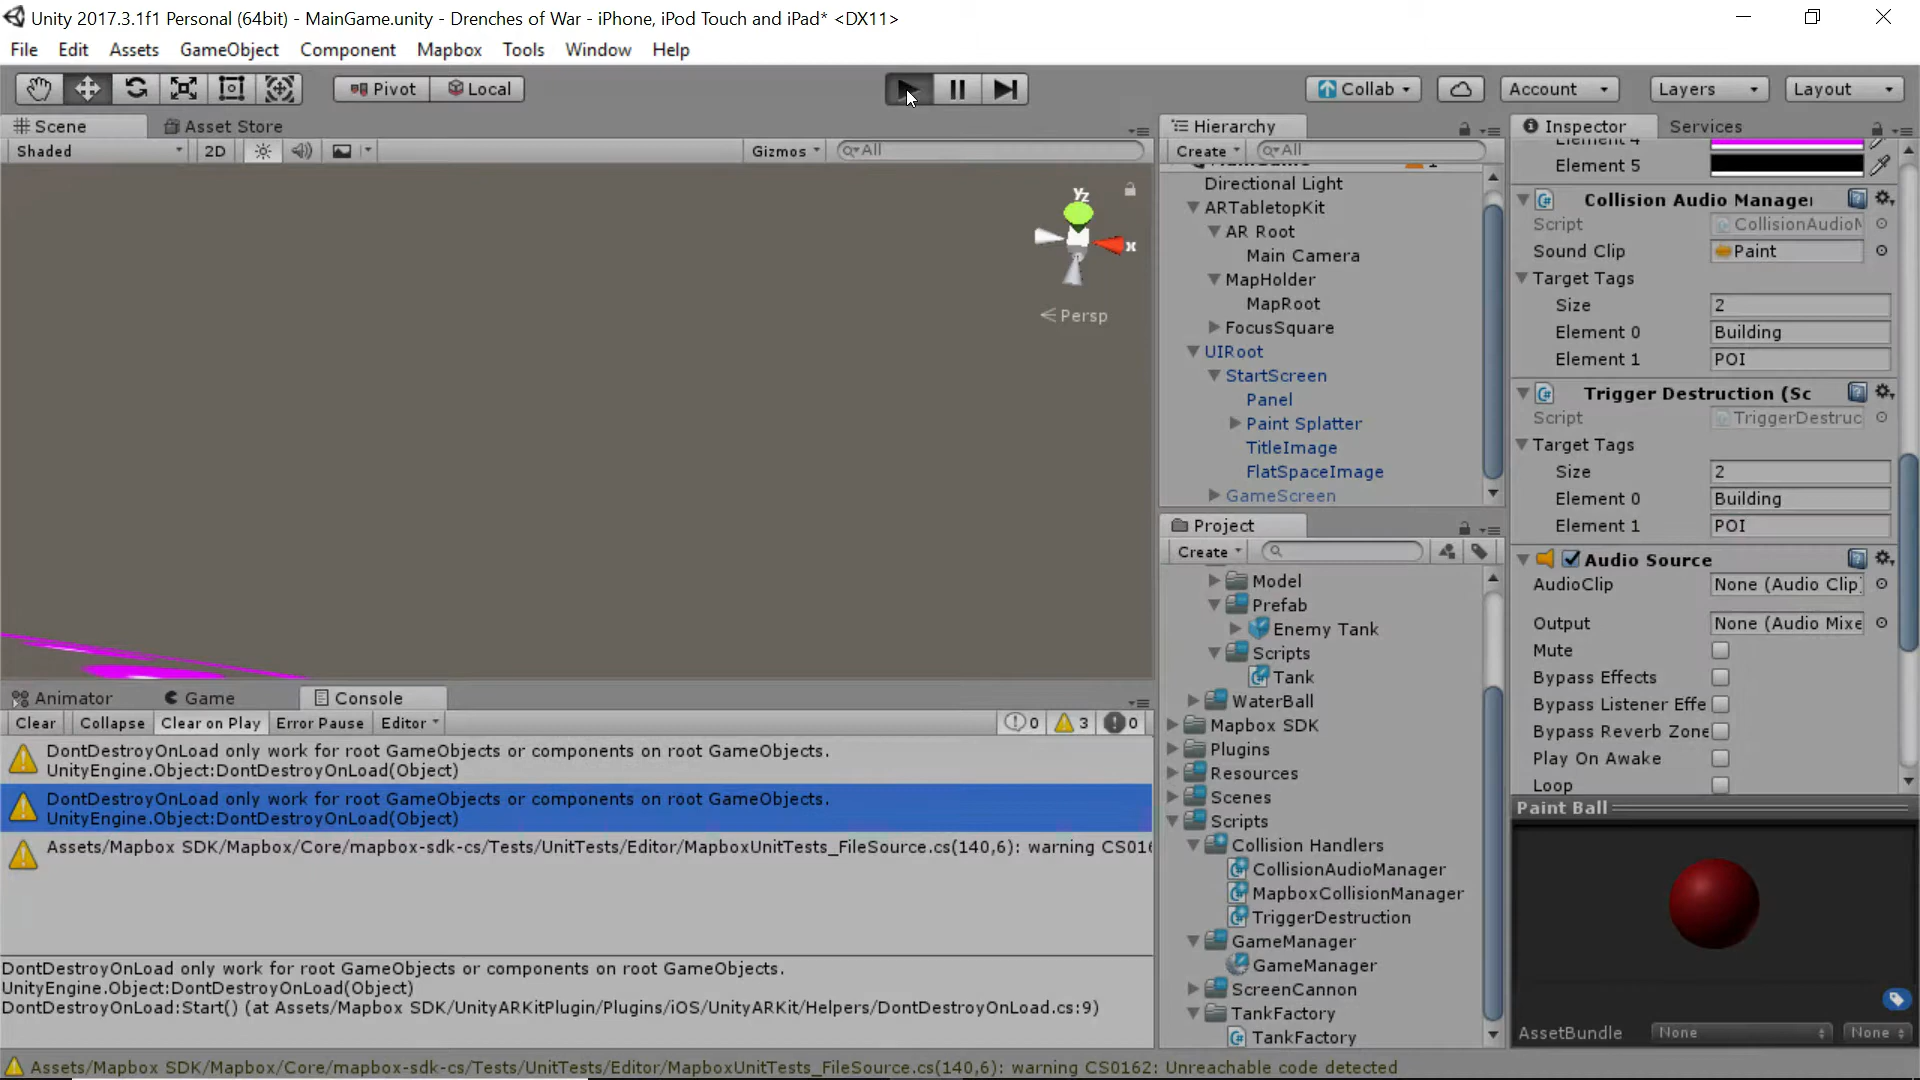 Unity 2017.3.1f1 Personal (64bit) - MainGame.unity - Drenches of War - iPhone, iPod Touch and iPad* <DX11>
File Edit Assets GameObject Component Mapbox Tools Window Help
Pivot Local Collab Account Layers Layout
Scene Asset Store
Shaded 2D Gizmos All
y z
x
Persp
Animator Game Console
Clear Collapse Clear on Play Error Pause Editor 0 3 0
DontDestroyOnLoad only work for root GameObjects or components on root GameObjects.
UnityEngine.Object:DontDestroyOnLoad(Object)
DontDestroyOnLoad only work for root GameObjects or components on root GameObjects.
UnityEngine.Object:DontDestroyOnLoad(Object)
Assets/Mapbox SDK/Mapbox/Core/mapbox-sdk-cs/Tests/UnitTests/Editor/MapboxUnitTests_FileSource.cs(140,6): warning CS016
DontDestroyOnLoad only work for root GameObjects or components on root GameObjects.
UnityEngine.Object:DontDestroyOnLoad(Object)
DontDestroyOnLoad:Start() (at Assets/Mapbox SDK/UnityARKitPlugin/Plugins/iOS/UnityARKit/Helpers/DontDestroyOnLoad.cs:9)
Hierarchy
Create All
Directional Light
ARTabletopKit
AR Root
Main Camera
MapHolder
MapRoot
FocusSquare
UIRoot
StartScreen
Panel
Paint Splatter
TitleImage
FlatSpaceImage
GameScreen
Project
Create
Model
Prefab
Enemy Tank
Scripts
Tank
WaterBall
Mapbox SDK
Plugins
Resources
Scenes
Scripts
Collision Handlers
CollisionAudioManager
MapboxCollisionManager
TriggerDestruction
GameManager
GameManager
ScreenCannon
TankFactory
TankFactory
Inspector Services
Element 4
Element 5
Collision Audio Manager
Script CollisionAudioM
Sound Clip Paint
Target Tags
Size 2
Element 0 Building
Element 1 POI
Trigger Destruction (Sc
Script TriggerDestruc
Target Tags
Size 2
Element 0 Building
Element 1 POI
Audio Source
AudioClip None (Audio Clip)
Output None (Audio Mixe
Mute
Bypass Effects
Bypass Listener Effe
Bypass Reverb Zone
Play On Awake
Loop
Paint Ball
AssetBundle None None
Assets/Mapbox SDK/Mapbox/Core/mapbox-sdk-cs/Tests/UnitTests/Editor/MapboxUnitTests_FileSource.cs(140,6): warning CS0162: Unreachable code detected